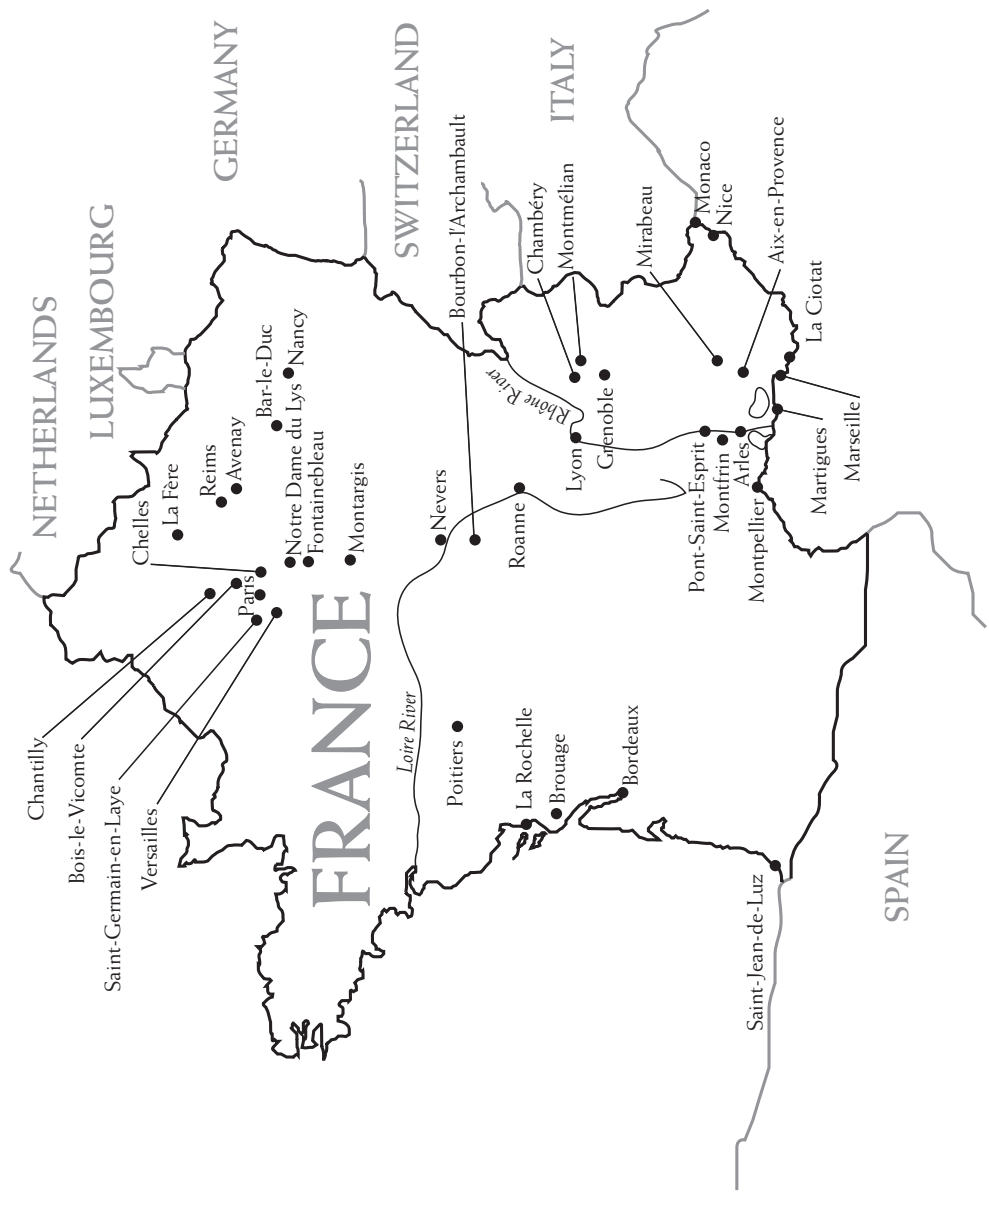 NETHERLANDS
LUXEMBOURG
GERMANY
SWITZERLAND
ITALY
SPAIN
FRANCE
Chantilly
Bois-le-Vicomte
Saint-Germain-en-Laye
Versailles
Chelles
La Fère
Reims
Avenay
Bar-le-Duc
Nancy
Paris
Notre Dame du Lys
Fontainebleau
Montargis
Loire River
Nevers
Bourbon-l'Archambault
Roanne
Poitiers
La Rochelle
Brouage
Bordeaux
Saint-Jean-de-Luz
Rhône River
Lyon
Grenoble
Chambéry
Montmélian
Mirabeau
Monaco
Nice
Aix-en-Provence
La Ciotat
Pont-Saint-Esprit
Montfrin
Arles
Montpellier
Martigues
Marseille